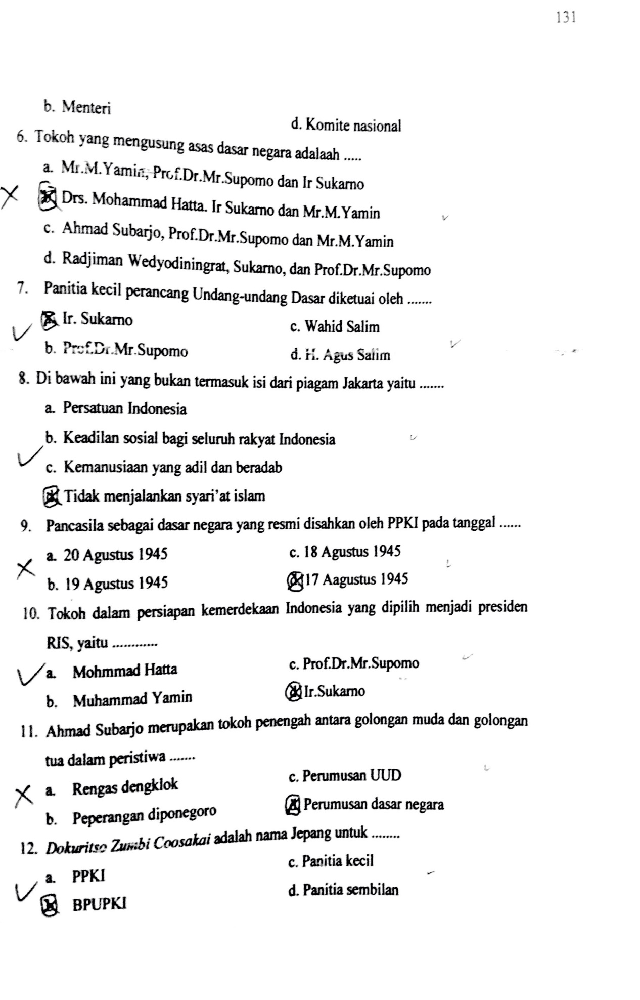 131
b. Menteri
d. Komite nasional
6. Tokoh yang mengusung asas dasar negara adalaah .....
a. Mr.M.Yamin, Prof.Dr.Mr.Supomo dan Ir Sukarno
Drs. Mohammad Hatta. Ir Sukarno dan Mr.M.Yamin
c. Ahmad Subarjo, Prof.Dr.Mr.Supomo dan Mr.M.Yamin
d. Radjiman Wedyodiningrat, Sukarno, dan Prof.Dr.Mr.Supomo
7. Panitia kecil perancang Undang-undang Dasar diketuai oleh .......
a. Ir. Sukarno
c. Wahid Salim
b. Prof.Dr.Mr.Supomo
d. H. Agus Salim
8. Di bawah ini yang bukan termasuk isi dari piagam Jakarta yaitu .......
a. Persatuan Indonesia
b. Keadilan sosial bagi seluruh rakyat Indonesia
c. Kemanusiaan yang adil dan beradab
Tidak menjalankan syari'at islam
9. Pancasila sebagai dasar negara yang resmi disahkan oleh PPKI pada tanggal ......
a. 20 Agustus 1945
c. 18 Agustus 1945
b. 19 Agustus 1945
d. 17 Aagustus 1945
10. Tokoh dalam persiapan kemerdekaan Indonesia yang dipilih menjadi presiden
RIS, yaitu .............
a. Mohmmad Hatta
c. Prof.Dr.Mr.Supomo
b. Muhammad Yamin
Ir.Sukarno
11. Ahmad Subarjo merupakan tokoh penengah antara golongan muda dan golongan
tua dalam peristiwa .......
a. Rengas dengklok
c. Perumusan UUD
b. Peperangan diponegoro
Perumusan dasar negara
12. Dokuritso Zumbi Coosakai adalah nama Jepang untuk ........
a. PPKI
c. Panitia kecil
BPUPKI
d. Panitia sembilan